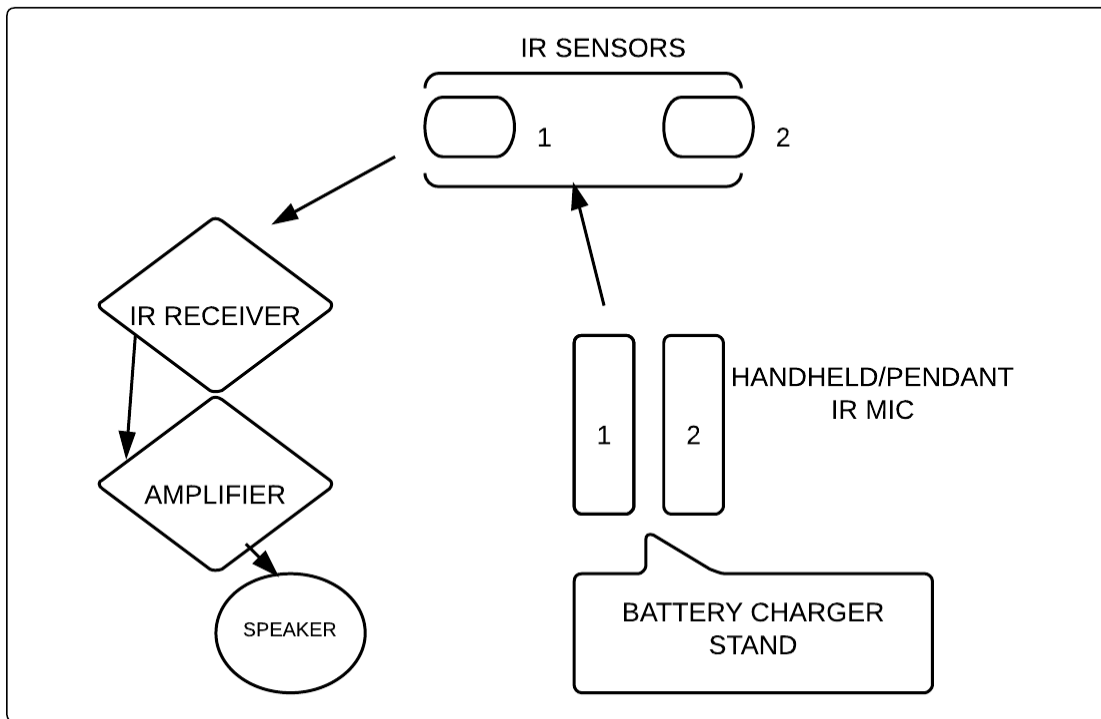 IR SENSORS
1
2
IR RECEIVER
HANDHELD/PENDANT
IR MIC
1
2
AMPLIFIER
SPEAKER
BATTERY CHARGER
STAND